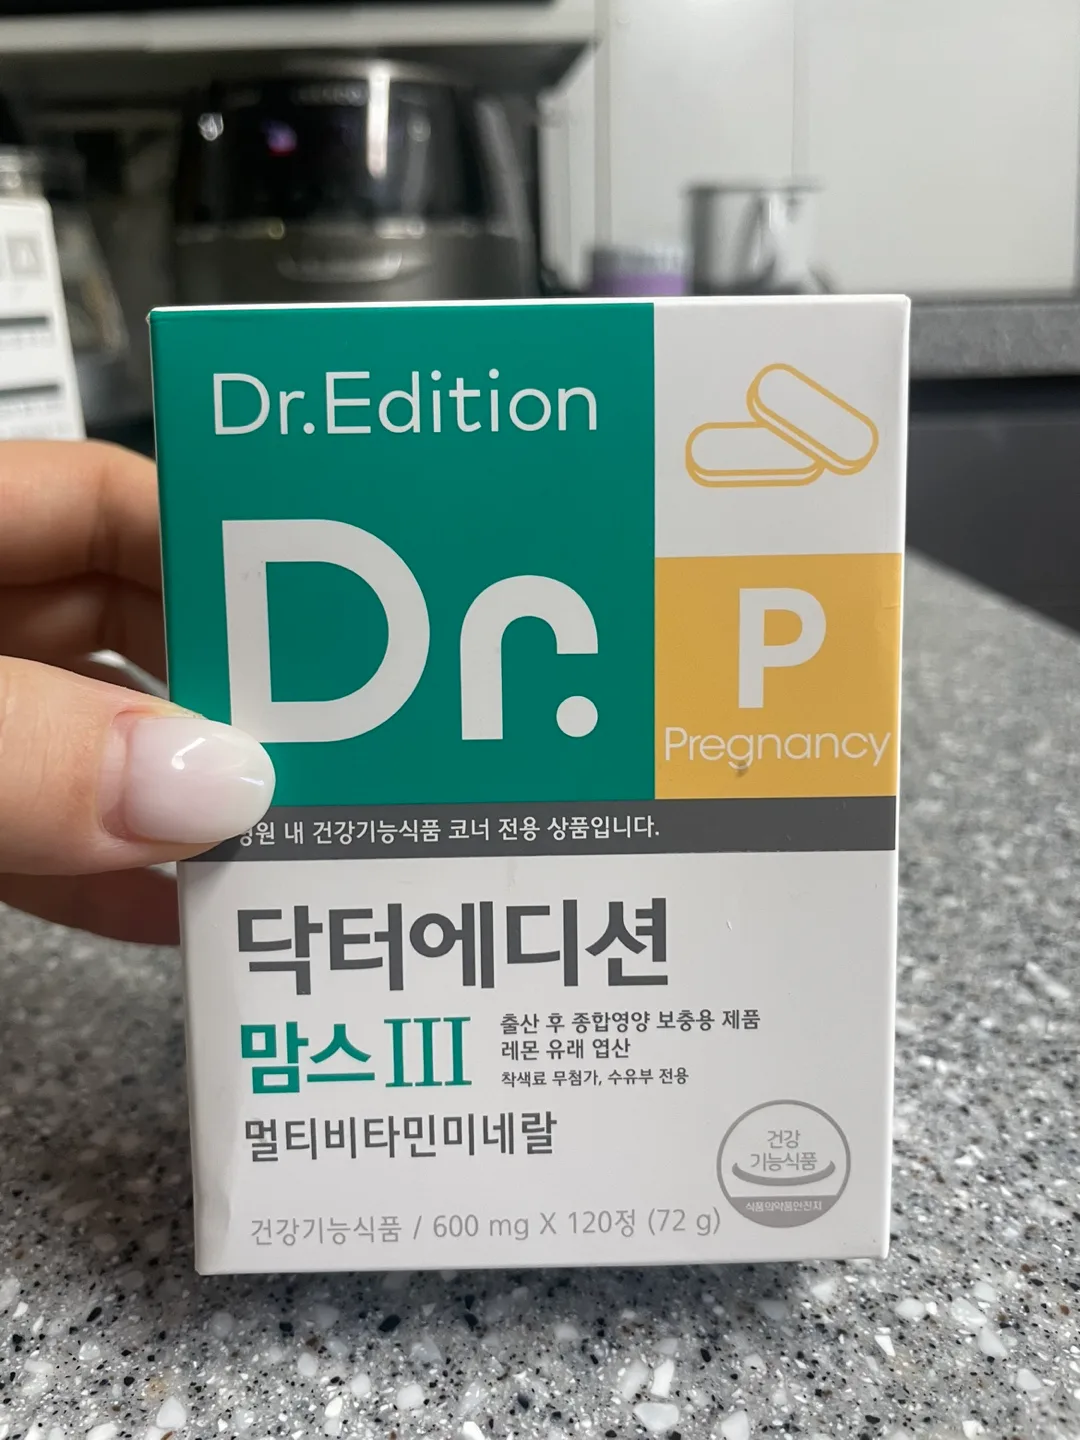 Dr.Edition
Dr.
P
Pregnancy
내 건강기능식품 코너 전용 상품입니다.
닥터에디션
맘스III
출산 후 종합영양 보충용 제품
레몬 유래 엽산
착색료 무첨가, 수유부 전용
멀티비타민미네랄
건강
기능식품
식품의약품안전처
건강기능식품 / 600 mg X 120정 (72 g)